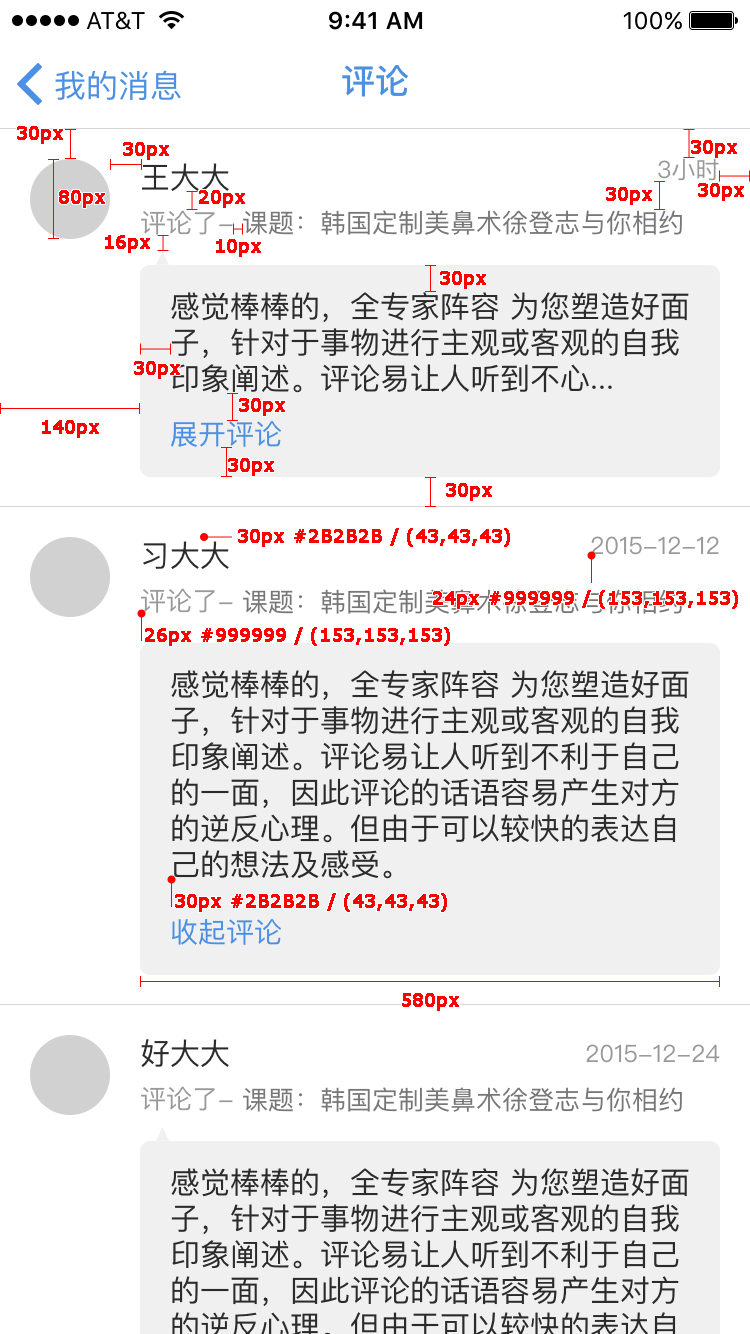 AT&T 9:41 AM 100%
我的消息 评论
30px
30px
30px
王大大
3小时
80px
20px
30px
30px
评论了– 课题：韩国定制美鼻术徐登志与你相约
16px
10px
30px
感觉棒棒的，全专家阵容 为您塑造好面
子，针对于事物进行主观或客观的自我
30px
印象阐述。评论易让人听到不心...
30px
140px
展开评论
30px
30px
30px #2B2B2B / (43,43,43)
习大大
2015–12–12
评论了– 课题：韩国定制美鼻术徐登志与你相约
24px #999999 / (153,153,153)
26px #999999 / (153,153,153)
感觉棒棒的，全专家阵容 为您塑造好面
子，针对于事物进行主观或客观的自我
印象阐述。评论易让人听到不利于自己
的一面，因此评论的话语容易产生对方
的逆反心理。但由于可以较快的表达自
己的想法及感受。
30px #2B2B2B / (43,43,43)
收起评论
580px
好大大
2015–12–24
评论了– 课题：韩国定制美鼻术徐登志与你相约
感觉棒棒的，全专家阵容 为您塑造好面
子，针对于事物进行主观或客观的自我
印象阐述。评论易让人听到不利于自己
的一面，因此评论的话语容易产生对方
的逆反心理。但由于可以较快的表达自